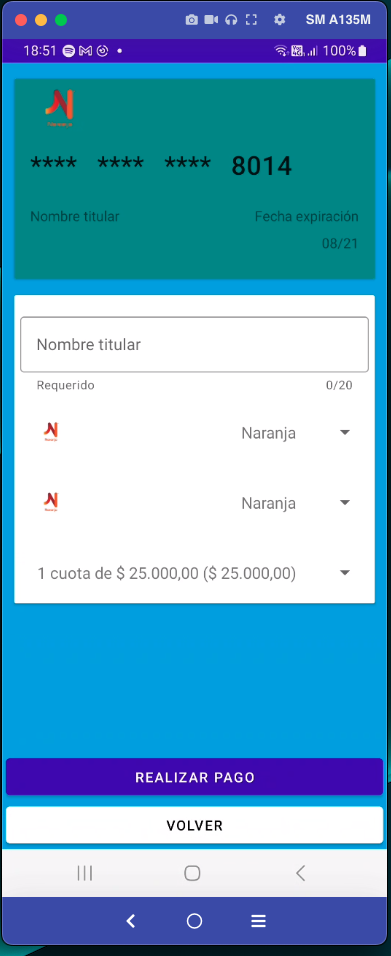 SM A135M
18:51 100%
**** **** **** 8014
Nombre titular Fecha expiración
08/21
Nombre titular
Requerido 0/20
Naranja
Naranja
1 cuota de $ 25.000,00 ($ 25.000,00)
REALIZAR PAGO
VOLVER